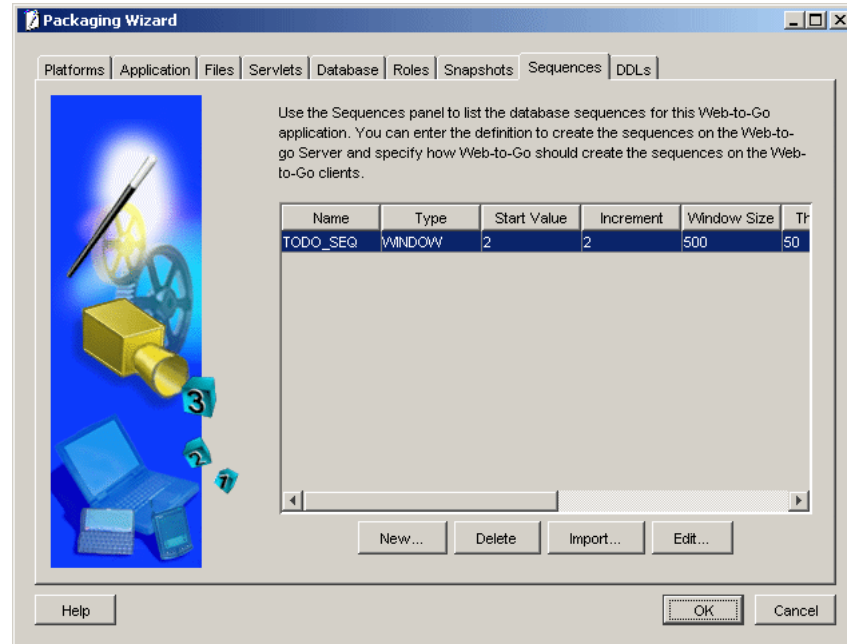 Packaging Wizard
Platforms Application Files Servlets Database Roles Snapshots Sequences DDLs
Use the Sequences panel to list the database sequences for this Web-to-Go
application. You can enter the definition to create the sequences on the Web-to-
go Server and specify how Web-to-Go should create the sequences on the Web-
to-Go clients.
Name Type Start Value Increment Window Size Th
TODO_SEQ WINDOW 2 2 500 50
3
2
1
New... Delete Import... Edit...
Help OK Cancel